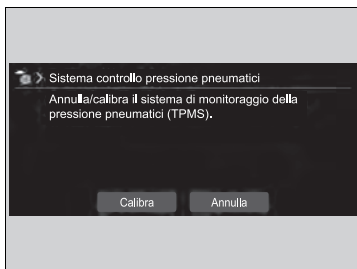 Sistema controllo pressione pneumatici
Annulla/calibra il sistema di monitoraggio della
pressione pneumatici (TPMS).
Calibra
Annulla